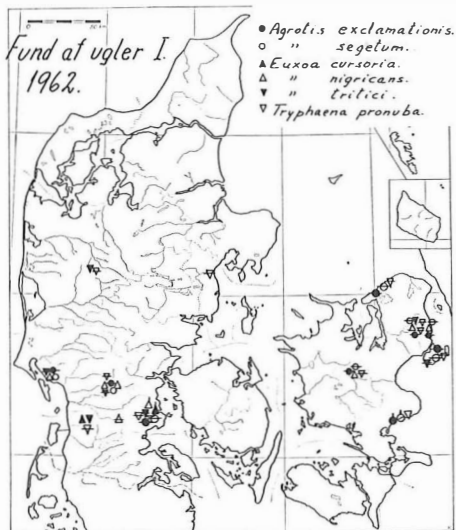 Fund af ugler I.
1962.
● Agrotis exclamationis.
○ " segetum.
▲ Euxoa cursoria.
△ " nigricans.
▼ " tritici.
▽ Tryphaena pronuba.